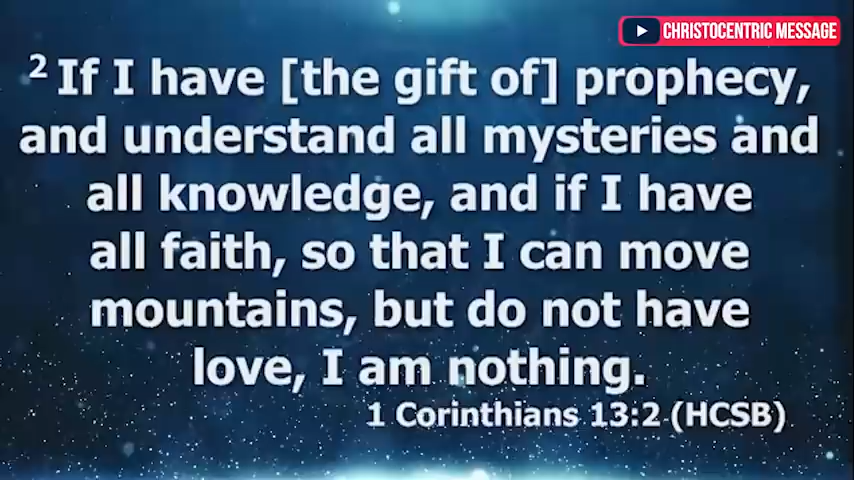 CHRISTOCENTRIC MESSAGE
2 If I have [the gift of] prophecy,
and understand all mysteries and
all knowledge, and if I have
all faith, so that I can move
mountains, but do not have
love, I am nothing.
1 Corinthians 13:2 (HCSB)